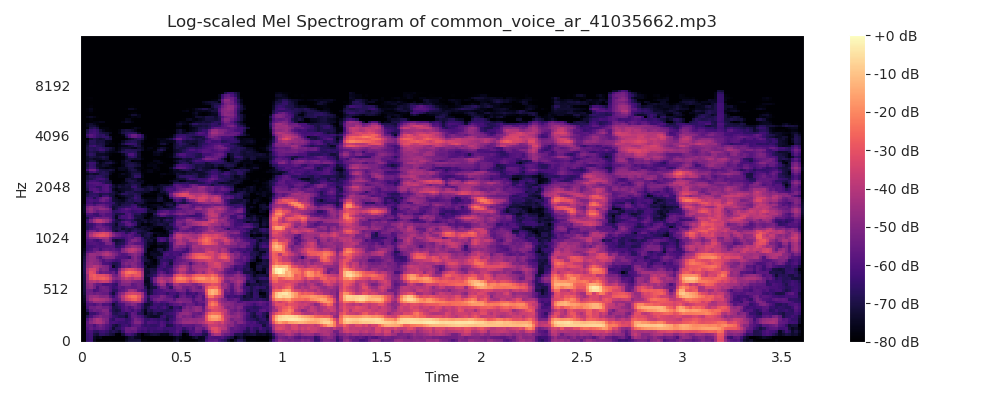 Log-scaled Mel Spectrogram of common_voice_ar_41035662.mp3
Hz
8192
4096
2048
1024
512
0
0
0.5
1
1.5
2
2.5
3
3.5
Time
+0 dB
-10 dB
-20 dB
-30 dB
-40 dB
-50 dB
-60 dB
-70 dB
-80 dB